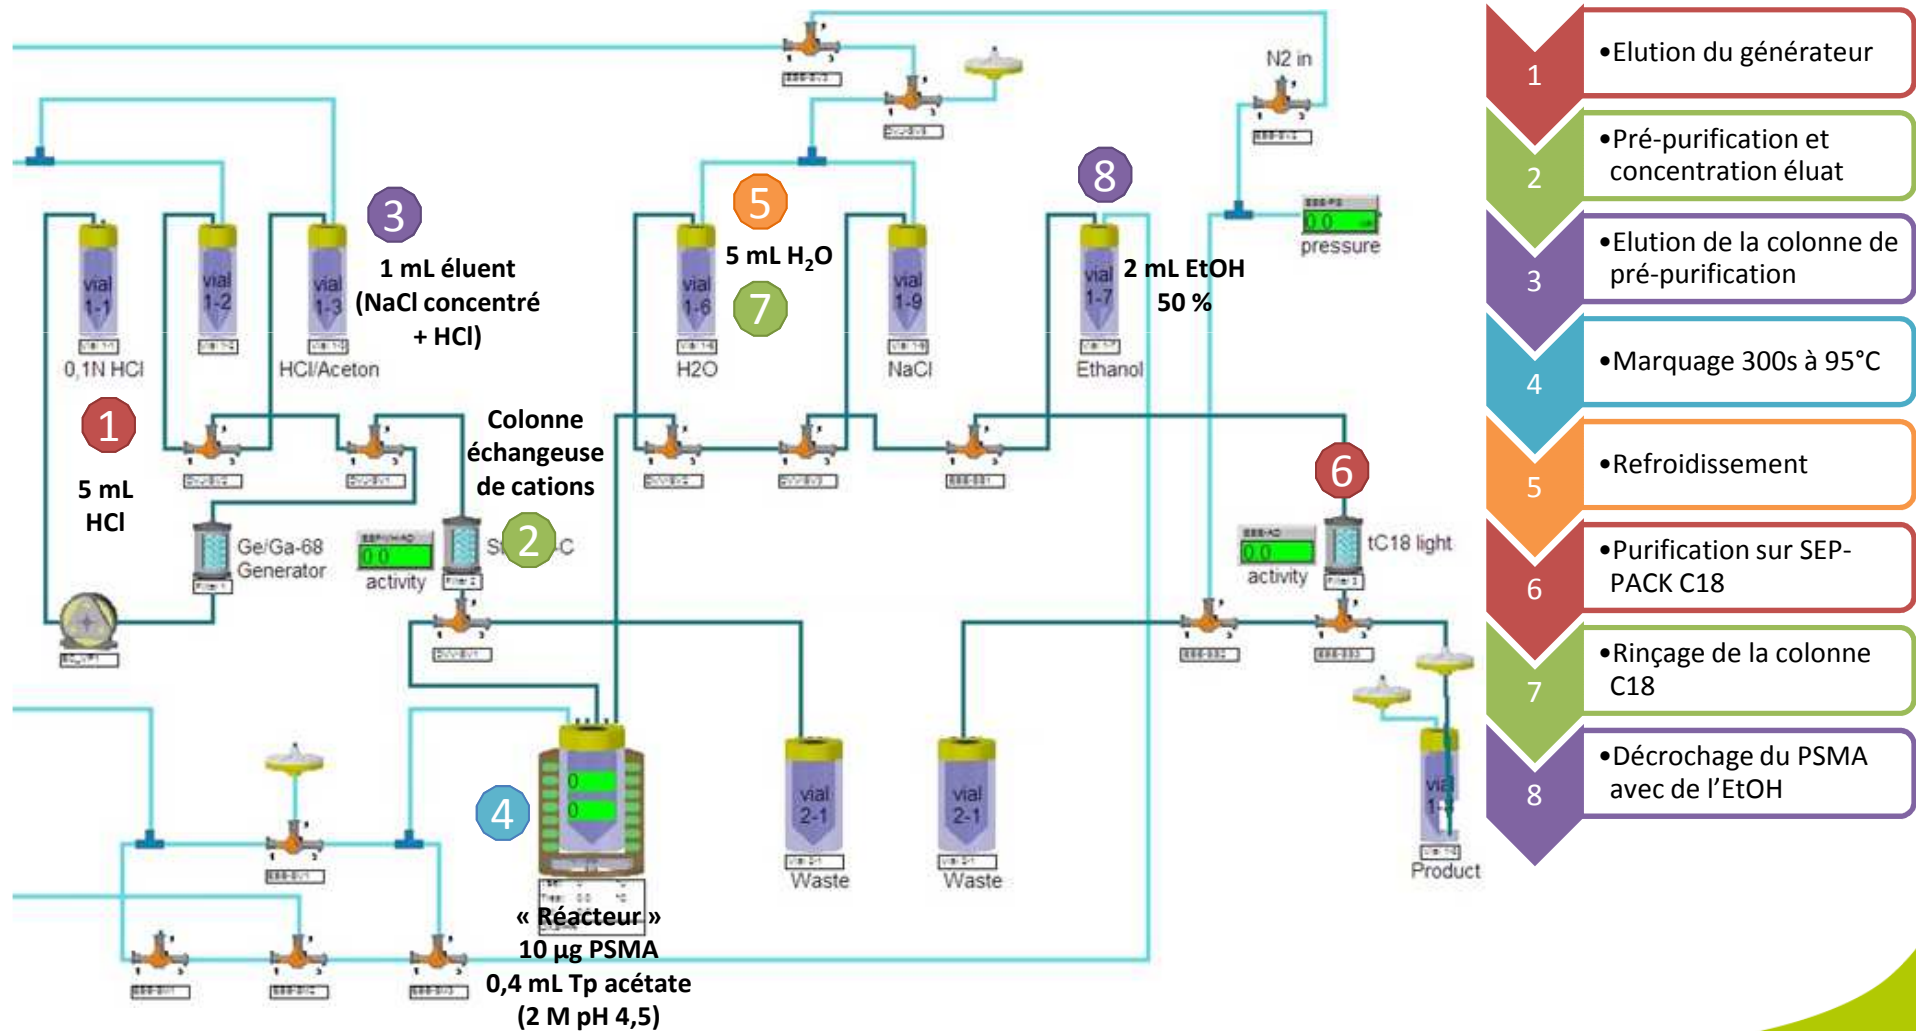 N2 in
pressure
vial
1-1
vial
1-2
vial
1-3
0,1N HCl
HCl/Aceton
3
1 mL éluent
(NaCl concentré
+ HCl)
1
5 mL
HCl
vial
1-6
H2O
5
5 mL H₂O
7
vial
1-9
NaCl
8
vial
1-7
2 mL EtOH
50 %
Ethanol
Colonne
échangeuse
de cations
2
Ge/Ga-68
Generator
activity
6
tC18 light
activity
4
« Réacteur »
10 µg PSMA
0,4 mL Tp acétate
(2 M pH 4,5)
vial
2-1
Waste
vial
2-1
Waste
Product
1
•Elution du générateur
2
•Pré-purification et
concentration éluat
3
•Elution de la colonne de
pré-purification
4
•Marquage 300s à 95°C
5
•Refroidissement
6
•Purification sur SEP-
PACK C18
7
•Rinçage de la colonne
C18
8
•Décrochage du PSMA
avec de l’EtOH